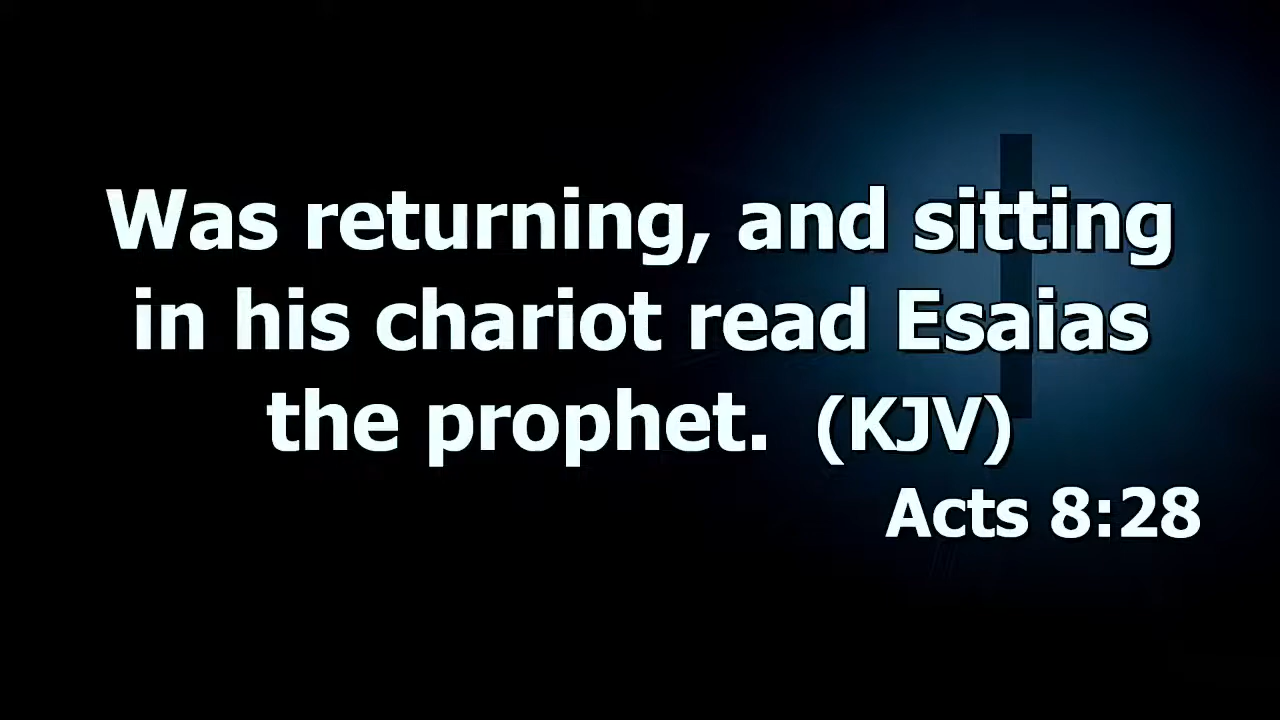 Was returning, and sitting
in his chariot read Esaias
the prophet. (KJV)
Acts 8:28